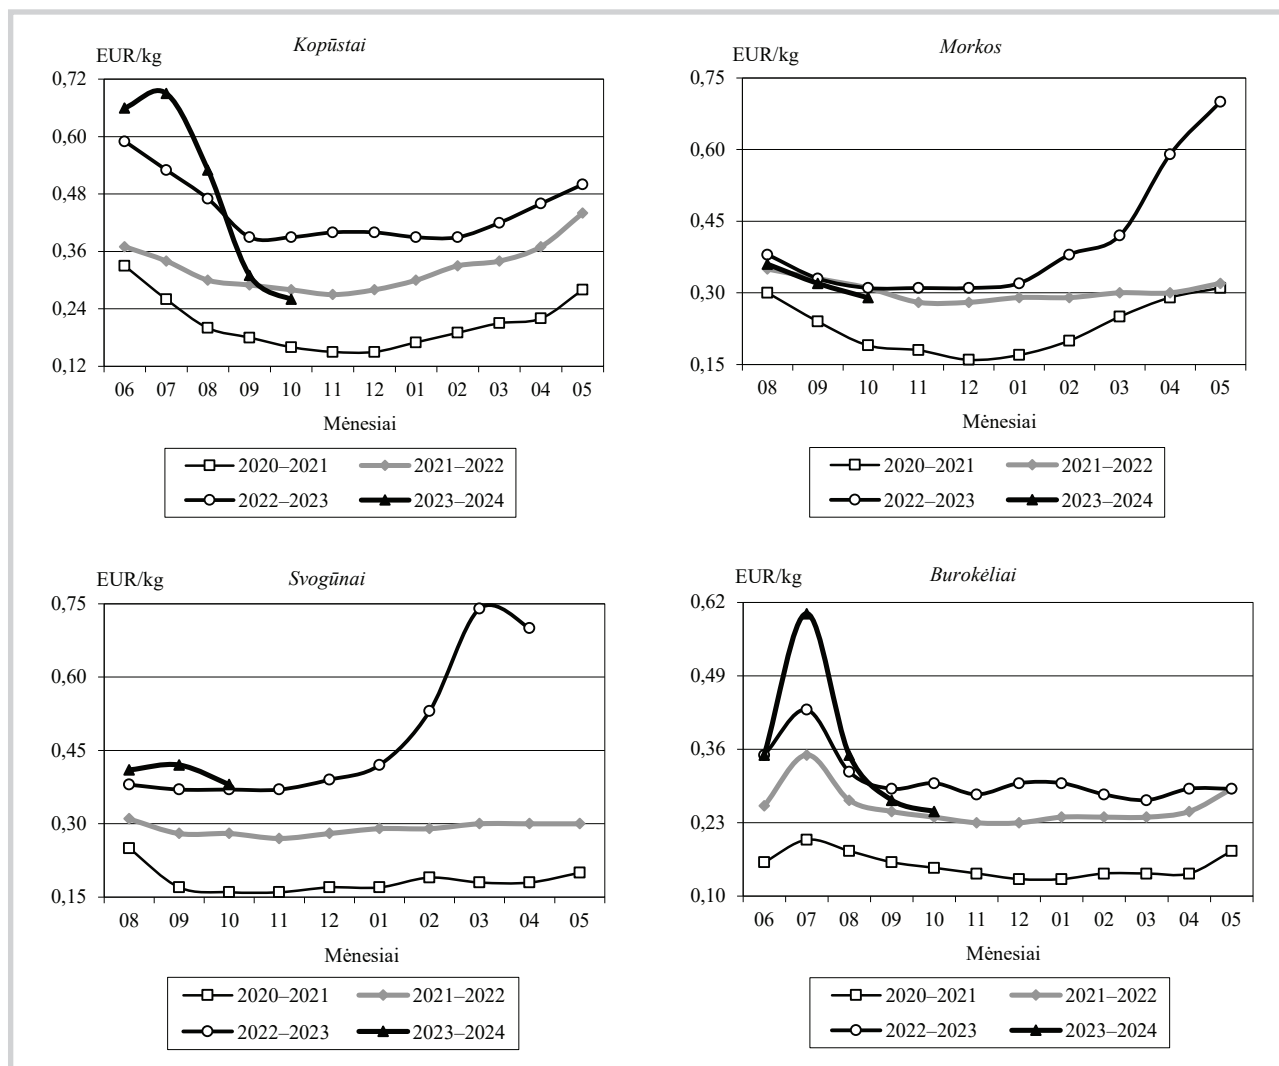 Kopūstai
EUR/kg
0,72
0,60
0,48
0,36
0,24
0,12
06 07 08 09 10 11 12 01 02 03 04 05
Mėnesiai
2020–2021 2021–2022
2022–2023 2023–2024
Morkos
EUR/kg
0,75
0,60
0,45
0,30
0,15
08 09 10 11 12 01 02 03 04 05
Mėnesiai
2020–2021 2021–2022
2022–2023 2023–2024
Svogūnai
EUR/kg
0,75
0,60
0,45
0,30
0,15
08 09 10 11 12 01 02 03 04 05
Mėnesiai
2020–2021 2021–2022
2022–2023 2023–2024
Burokėliai
EUR/kg
0,62
0,49
0,36
0,23
0,10
06 07 08 09 10 11 12 01 02 03 04 05
Mėnesiai
2020–2021 2021–2022
2022–2023 2023–2024